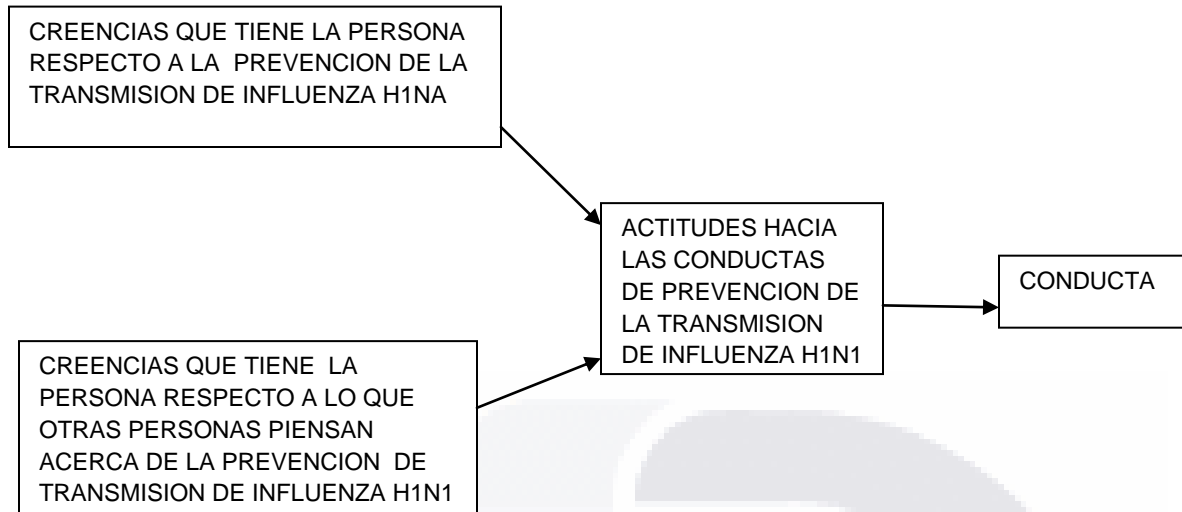 CREENCIAS QUE TIENE LA PERSONA
RESPECTO A LA PREVENCION DE LA
TRANSMISION DE INFLUENZA H1NA
ACTITUDES HACIA
LAS CONDUCTAS
DE PREVENCION DE
LA TRANSMISION
DE INFLUENZA H1N1
CONDUCTA
CREENCIAS QUE TIENE LA
PERSONA RESPECTO A LO QUE
OTRAS PERSONAS PIENSAN
ACERCA DE LA PREVENCION DE
TRANSMISION DE INFLUENZA H1N1